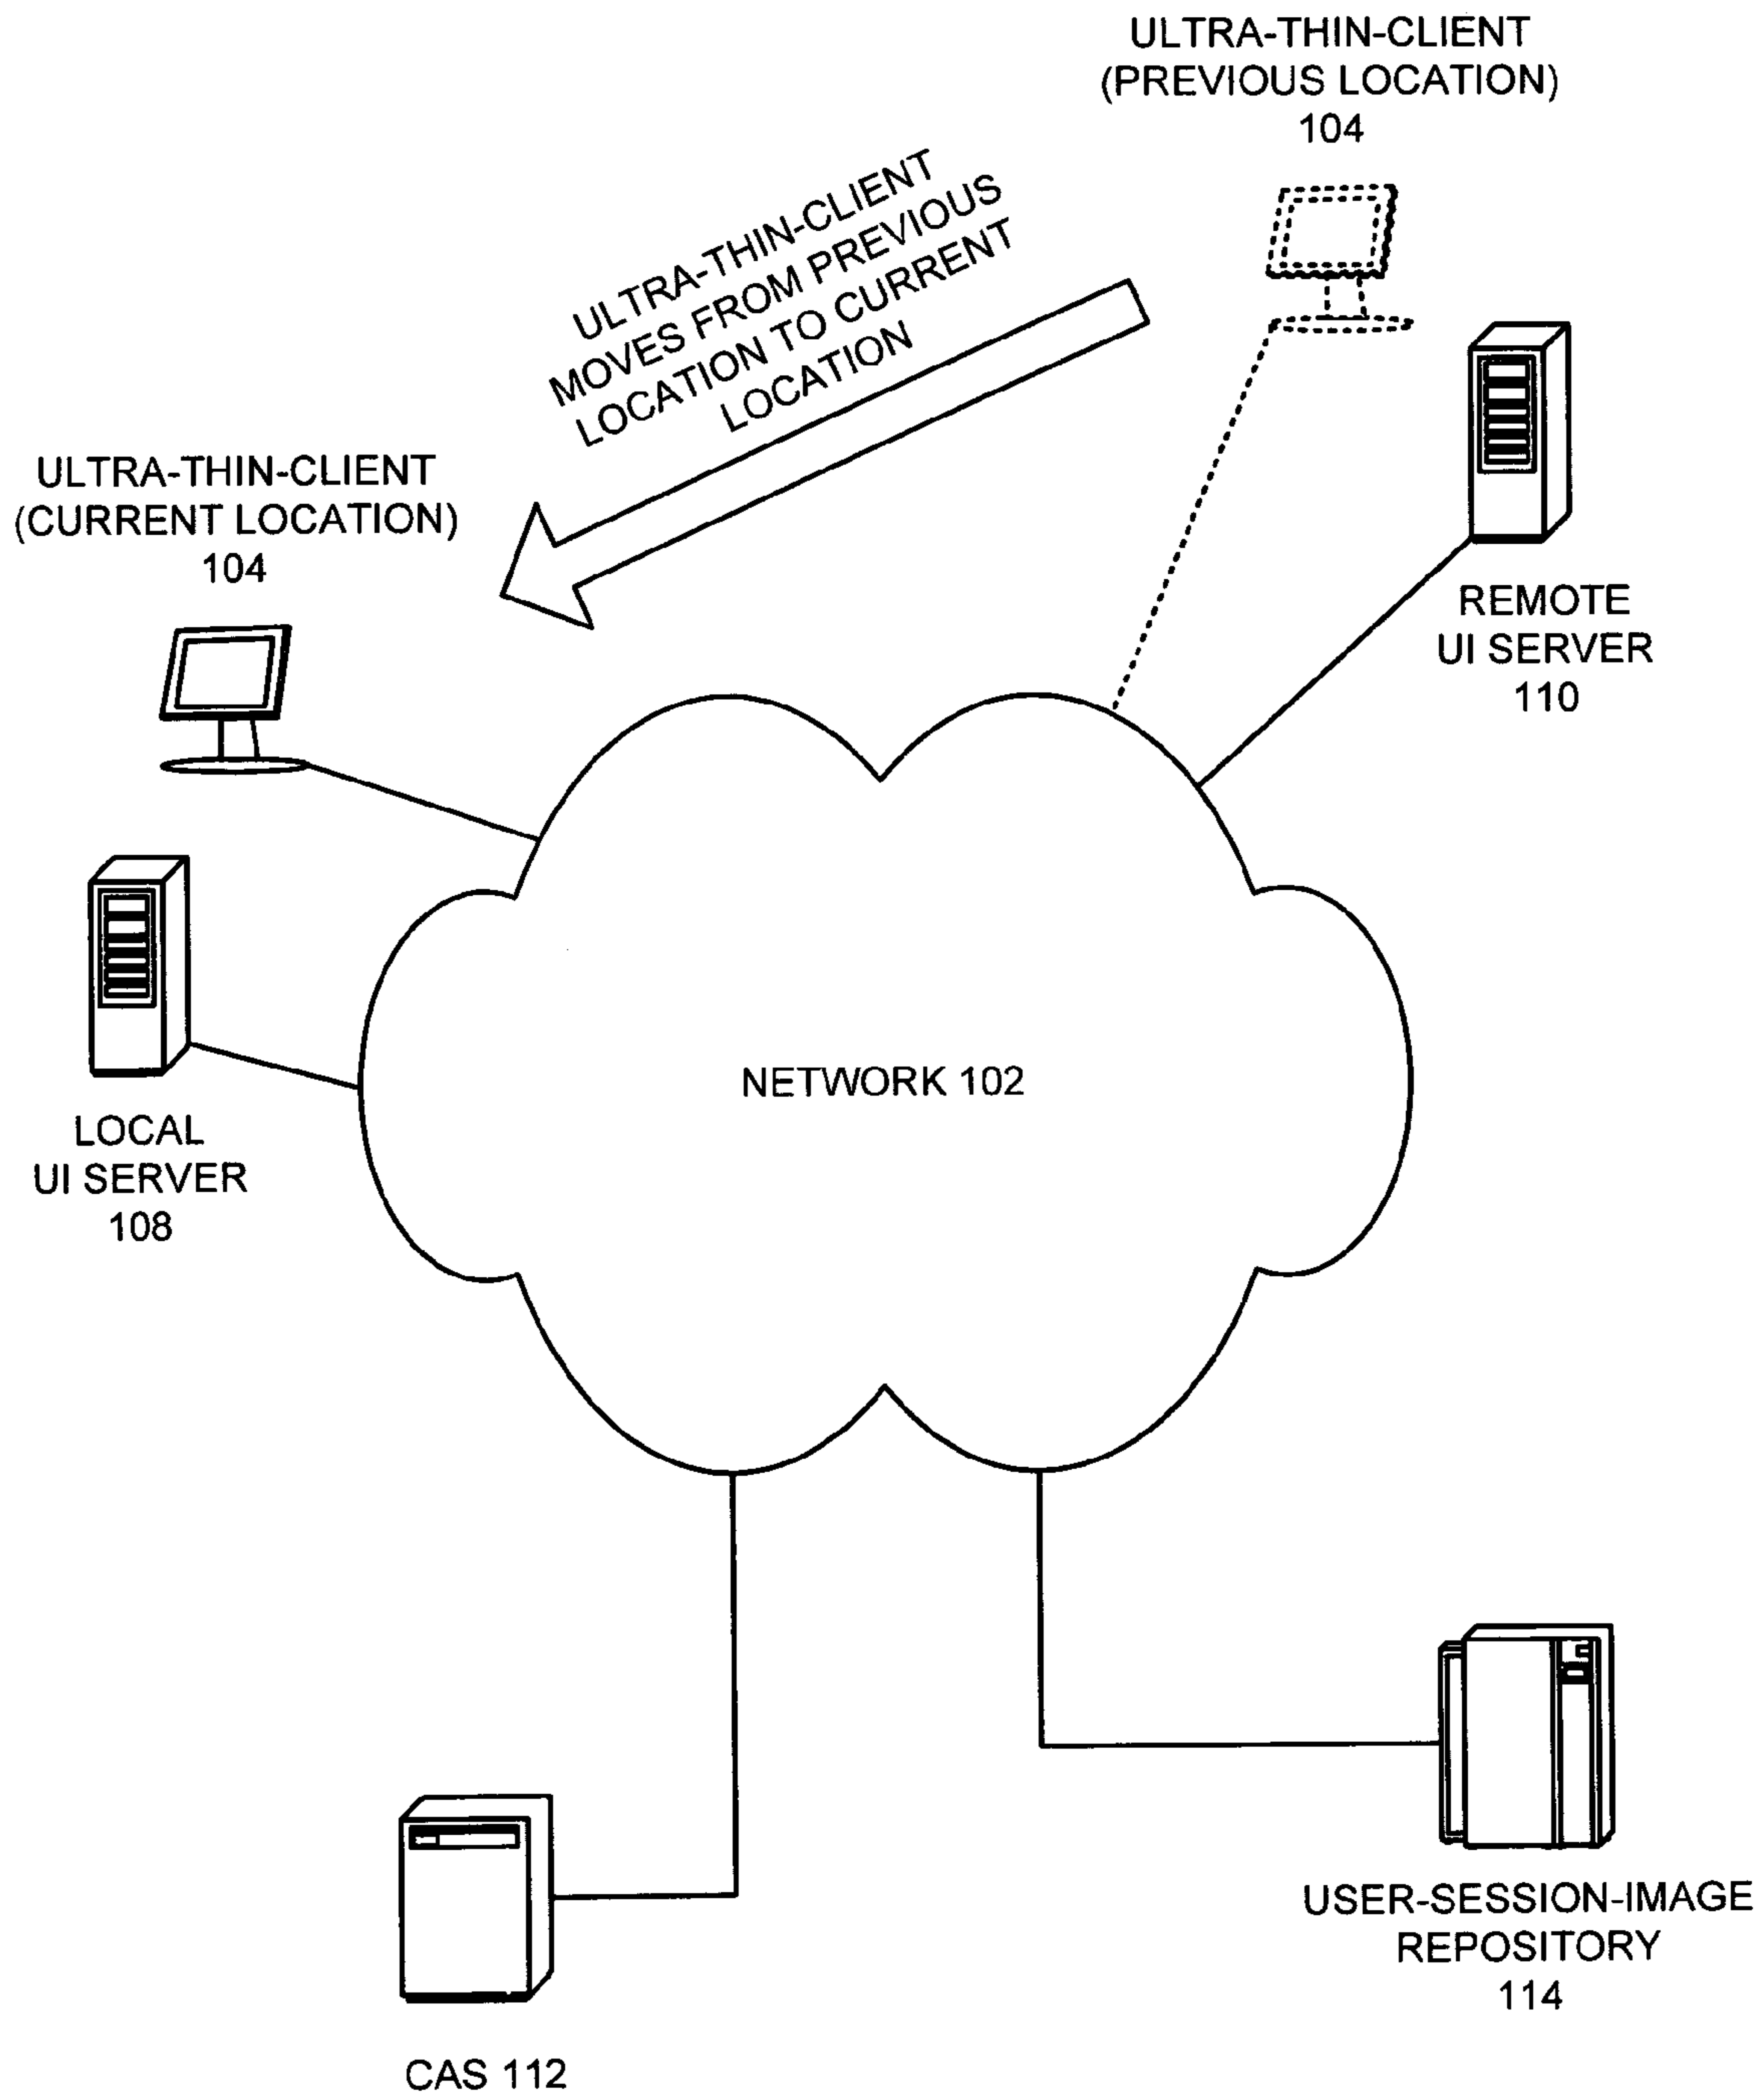 ULTRA-THIN-CLIENT
(PREVIOUS LOCATION)
104
ULTRA-THIN-CLIENT
MOVES FROM PREVIOUS
LOCATION TO CURRENT
LOCATION
ULTRA-THIN-CLIENT
(CURRENT LOCATION)
104
REMOTE
UI SERVER
110
NETWORK 102
LOCAL
UI SERVER
108
USER-SESSION-IMAGE
REPOSITORY
114
CAS 112